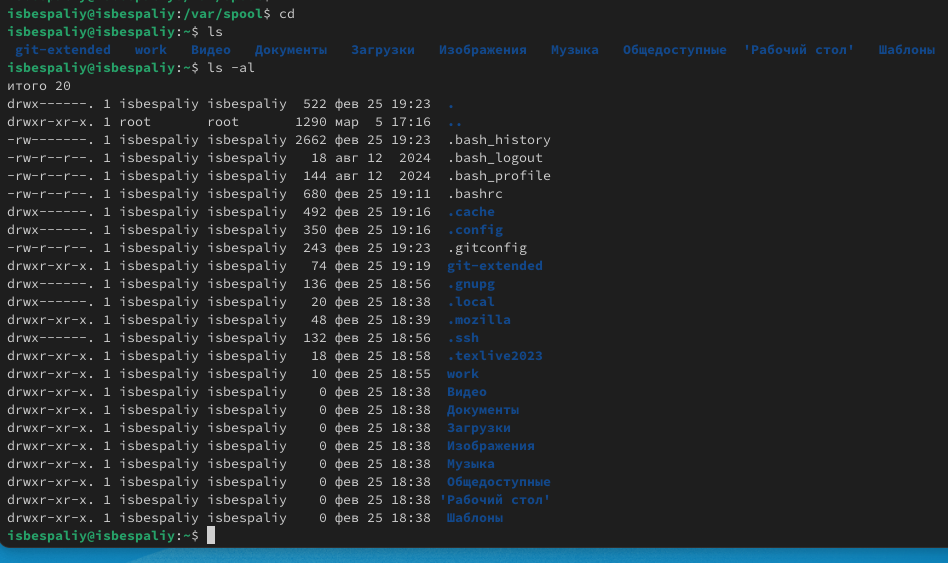 isbespaliy@isbespaliy:/var/spool$ cd
isbespaliy@isbespaliy:~$ ls
git-extended work Видео Документы Загрузки Изображения Музыка Общедоступные 'Рабочий стол' Шаблоны
isbespaliy@isbespaliy:~$ ls -al
итого 20
drwx------. 1 isbespaliy isbespaliy 522 фев 25 19:23 .
drwxr-xr-x. 1 root root 1290 мар 5 17:16 ..
-rw-------. 1 isbespaliy isbespaliy 2662 фев 25 19:23 .bash_history
-rw-r--r--. 1 isbespaliy isbespaliy 18 авг 12 2024 .bash_logout
-rw-r--r--. 1 isbespaliy isbespaliy 144 авг 12 2024 .bash_profile
-rw-r--r--. 1 isbespaliy isbespaliy 680 фев 25 19:11 .bashrc
drwx------. 1 isbespaliy isbespaliy 492 фев 25 19:16 .cache
drwx------. 1 isbespaliy isbespaliy 350 фев 25 19:16 .config
-rw-r--r--. 1 isbespaliy isbespaliy 243 фев 25 19:23 .gitconfig
drwxr-xr-x. 1 isbespaliy isbespaliy 74 фев 25 19:19 git-extended
drwx------. 1 isbespaliy isbespaliy 136 фев 25 18:56 .gnupg
drwx------. 1 isbespaliy isbespaliy 20 фев 25 18:38 .local
drwxr-xr-x. 1 isbespaliy isbespaliy 48 фев 25 18:39 .mozilla
drwx------. 1 isbespaliy isbespaliy 132 фев 25 18:56 .ssh
drwxr-xr-x. 1 isbespaliy isbespaliy 18 фев 25 18:58 .texlive2023
drwxr-xr-x. 1 isbespaliy isbespaliy 10 фев 25 18:55 work
drwxr-xr-x. 1 isbespaliy isbespaliy 0 фев 25 18:38 Видео
drwxr-xr-x. 1 isbespaliy isbespaliy 0 фев 25 18:38 Документы
drwxr-xr-x. 1 isbespaliy isbespaliy 0 фев 25 18:38 Загрузки
drwxr-xr-x. 1 isbespaliy isbespaliy 0 фев 25 18:38 Изображения
drwxr-xr-x. 1 isbespaliy isbespaliy 0 фев 25 18:38 Музыка
drwxr-xr-x. 1 isbespaliy isbespaliy 0 фев 25 18:38 Общедоступные
drwxr-xr-x. 1 isbespaliy isbespaliy 0 фев 25 18:38 'Рабочий стол'
drwxr-xr-x. 1 isbespaliy isbespaliy 0 фев 25 18:38 Шаблоны
isbespaliy@isbespaliy:~$